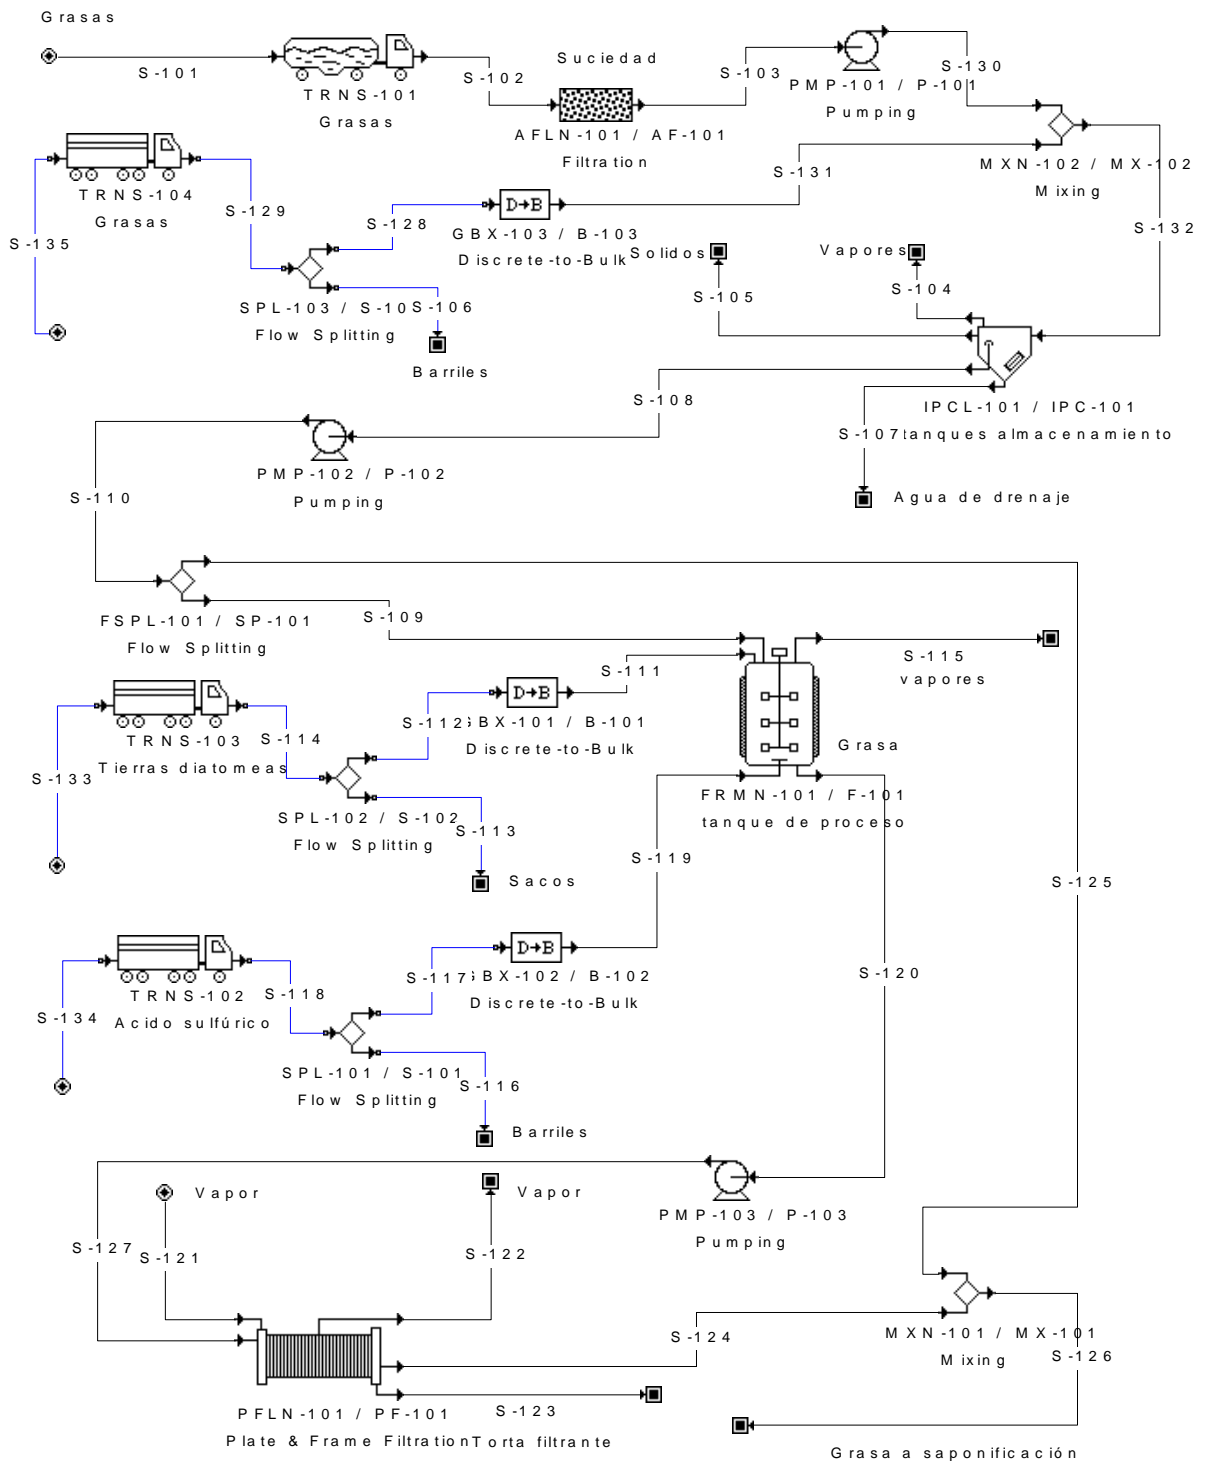 Grasas
S-101
TRNS-101
Grasas
S-102
Suciedad
AFLN-101 / AF-101
Filtration
S-103
PMP-101 / P-101
Pumping
S-130
MXN-102 / MX-102
Mixing
S-131
S-132
TRNS-104
Grasas
S-135
S-129
S-128
GBX-103 / B-103
Discrete-to-Bulk
SPL-103 / S-10
Flow Splitting
S-106
Barriles
Solidos
S-105
Vapores
S-104
IPCL-101 / IPC-101
tanques almacenamiento
S-107
Agua de drenaje
S-108
PMP-102 / P-102
Pumping
S-110
FSPL-101 / SP-101
Flow Splitting
S-109
S-111
S-115
vapores
TRNS-103
Tierras diatomeas
S-133
S-114
S-112
BX-101 / B-101
Discrete-to-Bulk
SPL-102 / S-102
Flow Splitting
S-113
Sacos
Grasa
FRMN-101 / F-101
tanque de proceso
S-119
S-125
S-120
TRNS-102
Acido sulfúrico
S-134
S-118
S-117
BX-102 / B-102
Discrete-to-Bulk
SPL-101 / S-101
Flow Splitting
S-116
Barriles
PMP-103 / P-103
Pumping
Vapor
Vapor
S-127
S-121
S-122
PFLN-101 / PF-101
Plate & Frame Filtration
S-123
Torta filtrante
S-124
MXN-101 / MX-101
Mixing
S-126
Grasa a saponificación